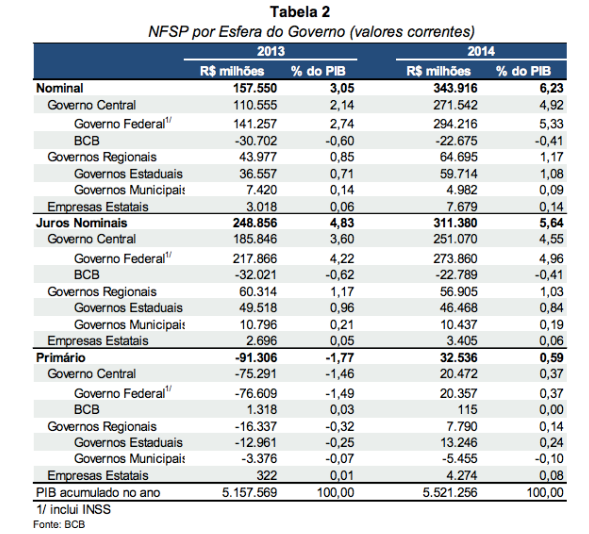 Tabela 2
NFSP por Esfera do Governo (valores correntes)
2013 2014
R$ milhões % do PIB R$ milhões % do PIB
Nominal 157.550 3,05 343.916 6,23
Governo Central 110.555 2,14 271.542 4,92
Governo Federal1/ 141.257 2,74 294.216 5,33
BCB -30.702 -0,60 -22.675 -0,41
Governos Regionais 43.977 0,85 64.695 1,17
Governos Estaduais 36.557 0,71 59.714 1,08
Governos Municipais 7.420 0,14 4.982 0,09
Empresas Estatais 3.018 0,06 7.679 0,14
Juros Nominais 248.856 4,83 311.380 5,64
Governo Central 185.846 3,60 251.070 4,55
Governo Federal1/ 217.866 4,22 273.860 4,96
BCB -32.021 -0,62 -22.789 -0,41
Governos Regionais 60.314 1,17 56.905 1,03
Governos Estaduais 49.518 0,96 46.468 0,84
Governos Municipais 10.796 0,21 10.437 0,19
Empresas Estatais 2.696 0,05 3.405 0,06
Primário -91.306 -1,77 32.536 0,59
Governo Central -75.291 -1,46 20.472 0,37
Governo Federal1/ -76.609 -1,49 20.357 0,37
BCB 1.318 0,03 115 0,00
Governos Regionais -16.337 -0,32 7.790 0,14
Governos Estaduais -12.961 -0,25 13.246 0,24
Governos Municipais -3.376 -0,07 -5.455 -0,10
Empresas Estatais 322 0,01 4.274 0,08
PIB acumulado no ano 5.157.569 100,00 5.521.256 100,00
1/ inclui INSS
Fonte: BCB